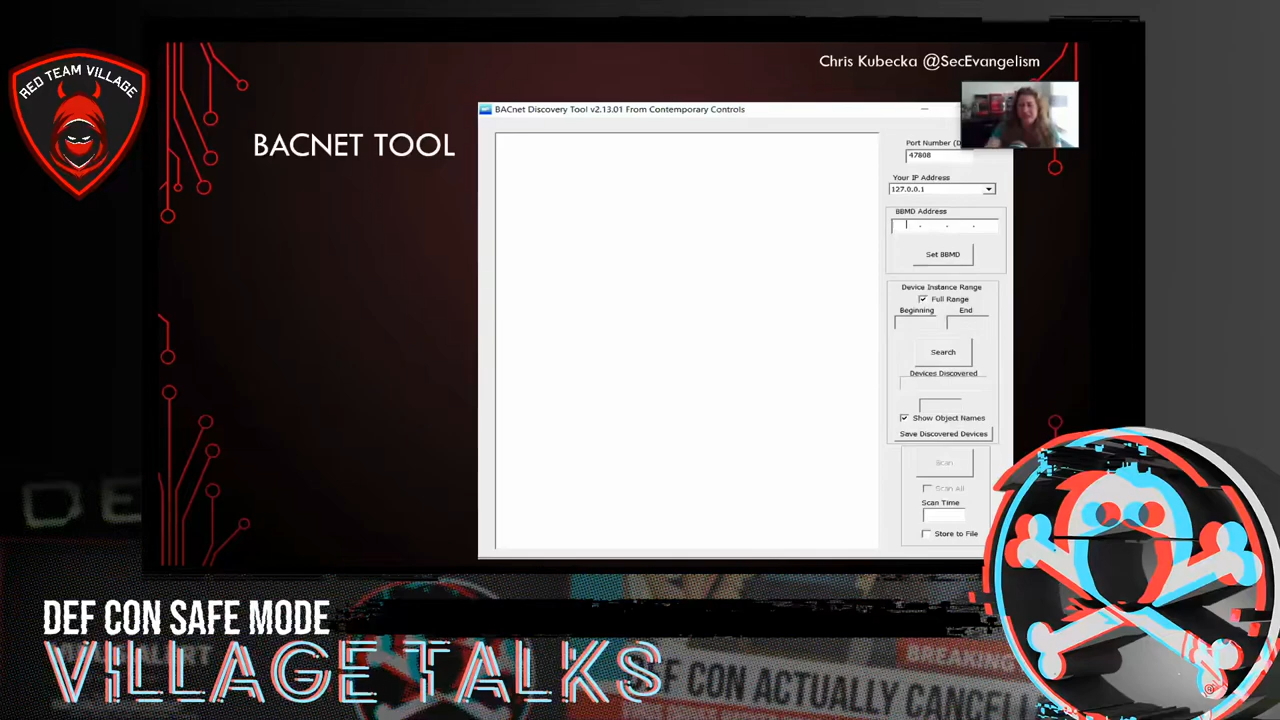 RED TEAM VILLAGE
Chris Kubecka @SecEvangelism
BACNET TOOL
BACnet Discovery Tool v2.13.01 From Contemporary Controls
Port Number (D
47808
Your IP Address
127.0.0.1
BBMD Address
. . .
Set BBMD
Device Instance Range
Full Range
Beginning End
Search
Devices Discovered
Show Object Names
Save Discovered Devices
Scan
Scan All
Scan Time
Store to File
DE
DEF CON SAFE MODE
VILLAGE TALKS
BREAKING
DEF CON ACTUALLY CANCEL